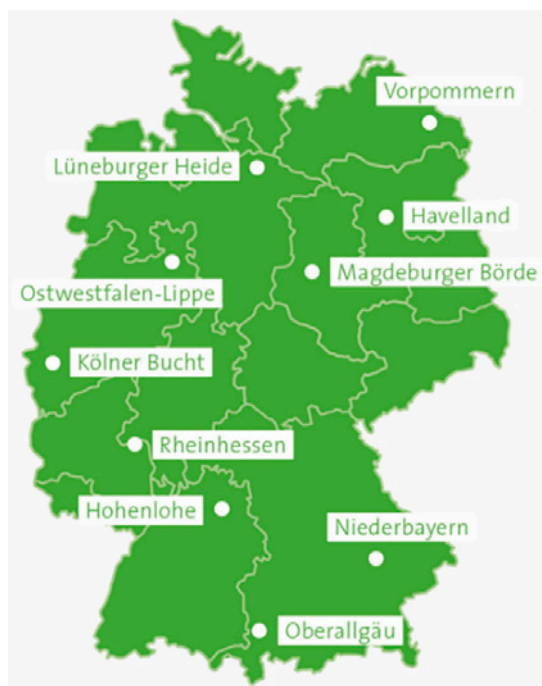 Vorpommern
Lüneburger Heide
Havelland
Magdeburger Börde
Ostwestfalen-Lippe
Kölner Bucht
Rheinhessen
Hohenlohe
Niederbayern
Oberallgäu